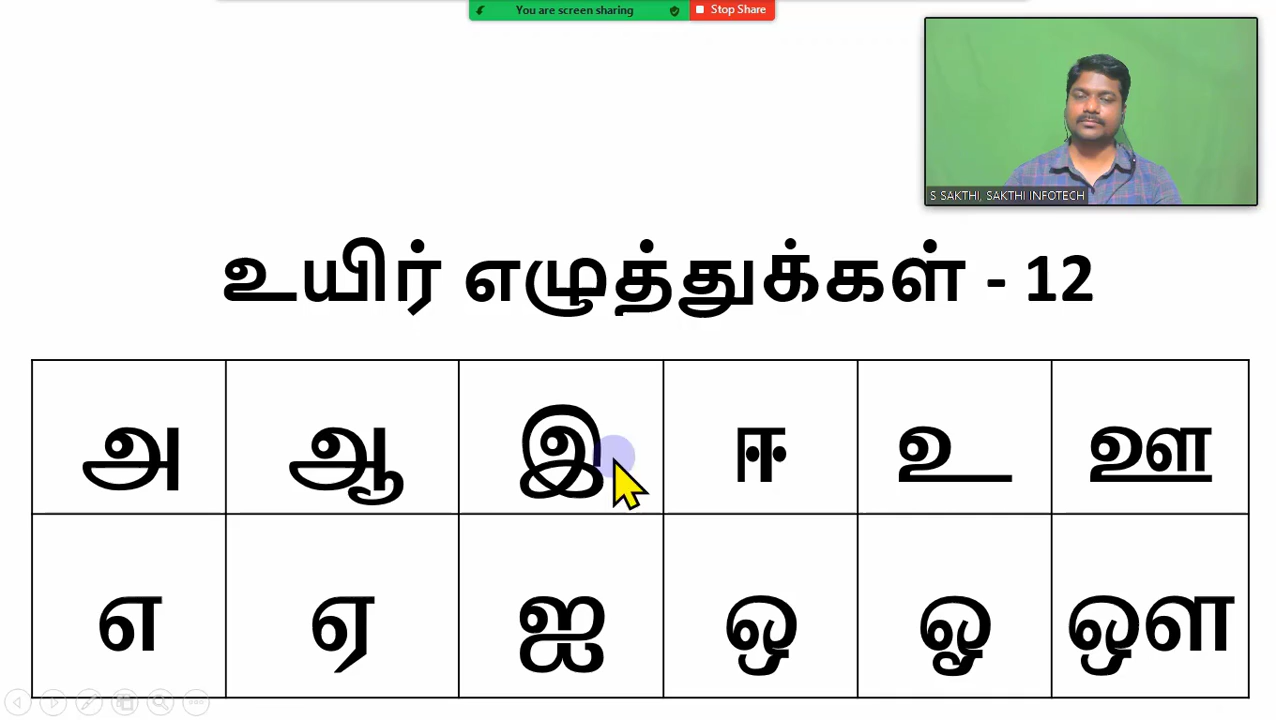 You are screen sharing Stop Share
S SAKTHI, SAKTHI INFOTECH
உயிர் எழுத்துக்கள் - 12
அ ஆ இ ஈ உ ஊ
எ ஏ ஐ ஒ ஓ ஔ